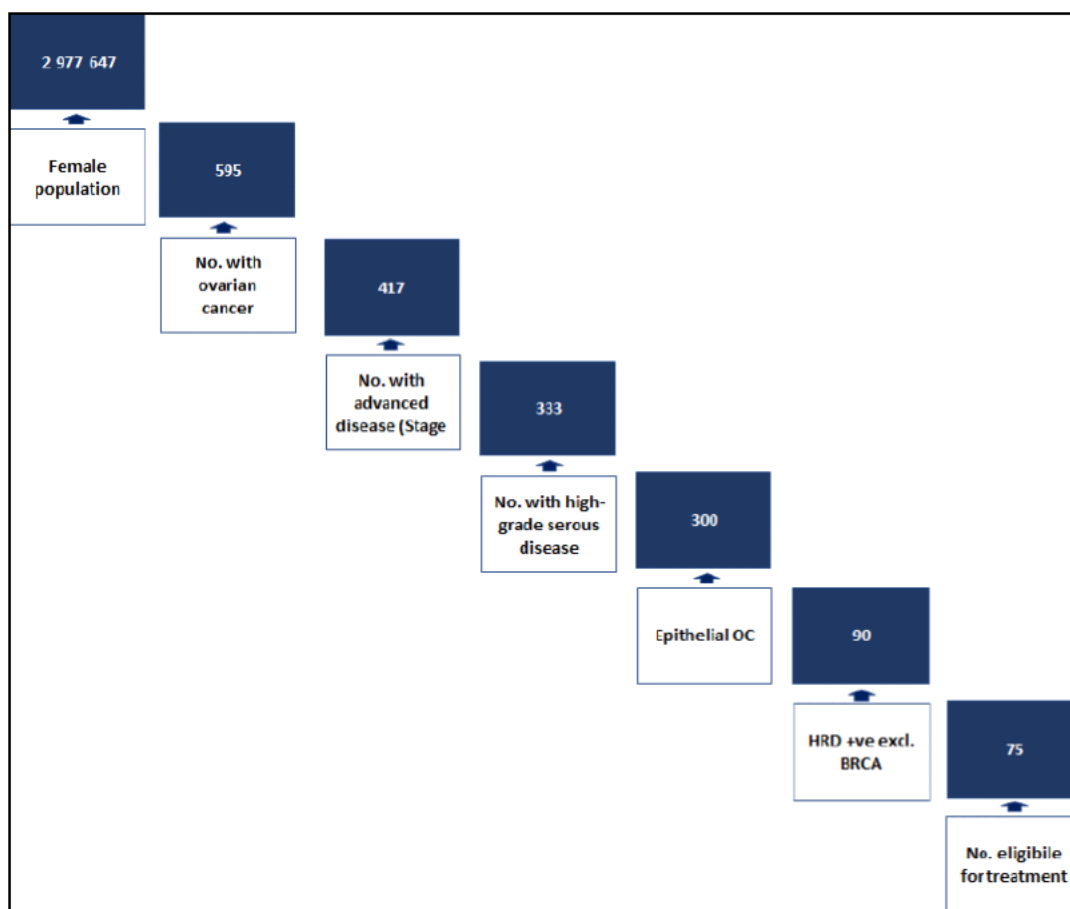 2 977 647
Female
population
595
No. with
ovarian
cancer
417
No. with
advanced
disease (Stage
333
No. with high-
grade serous
disease
300
Epithelial OC
90
HRD +ve excl.
BRCA
75
No. eligibile
for treatment